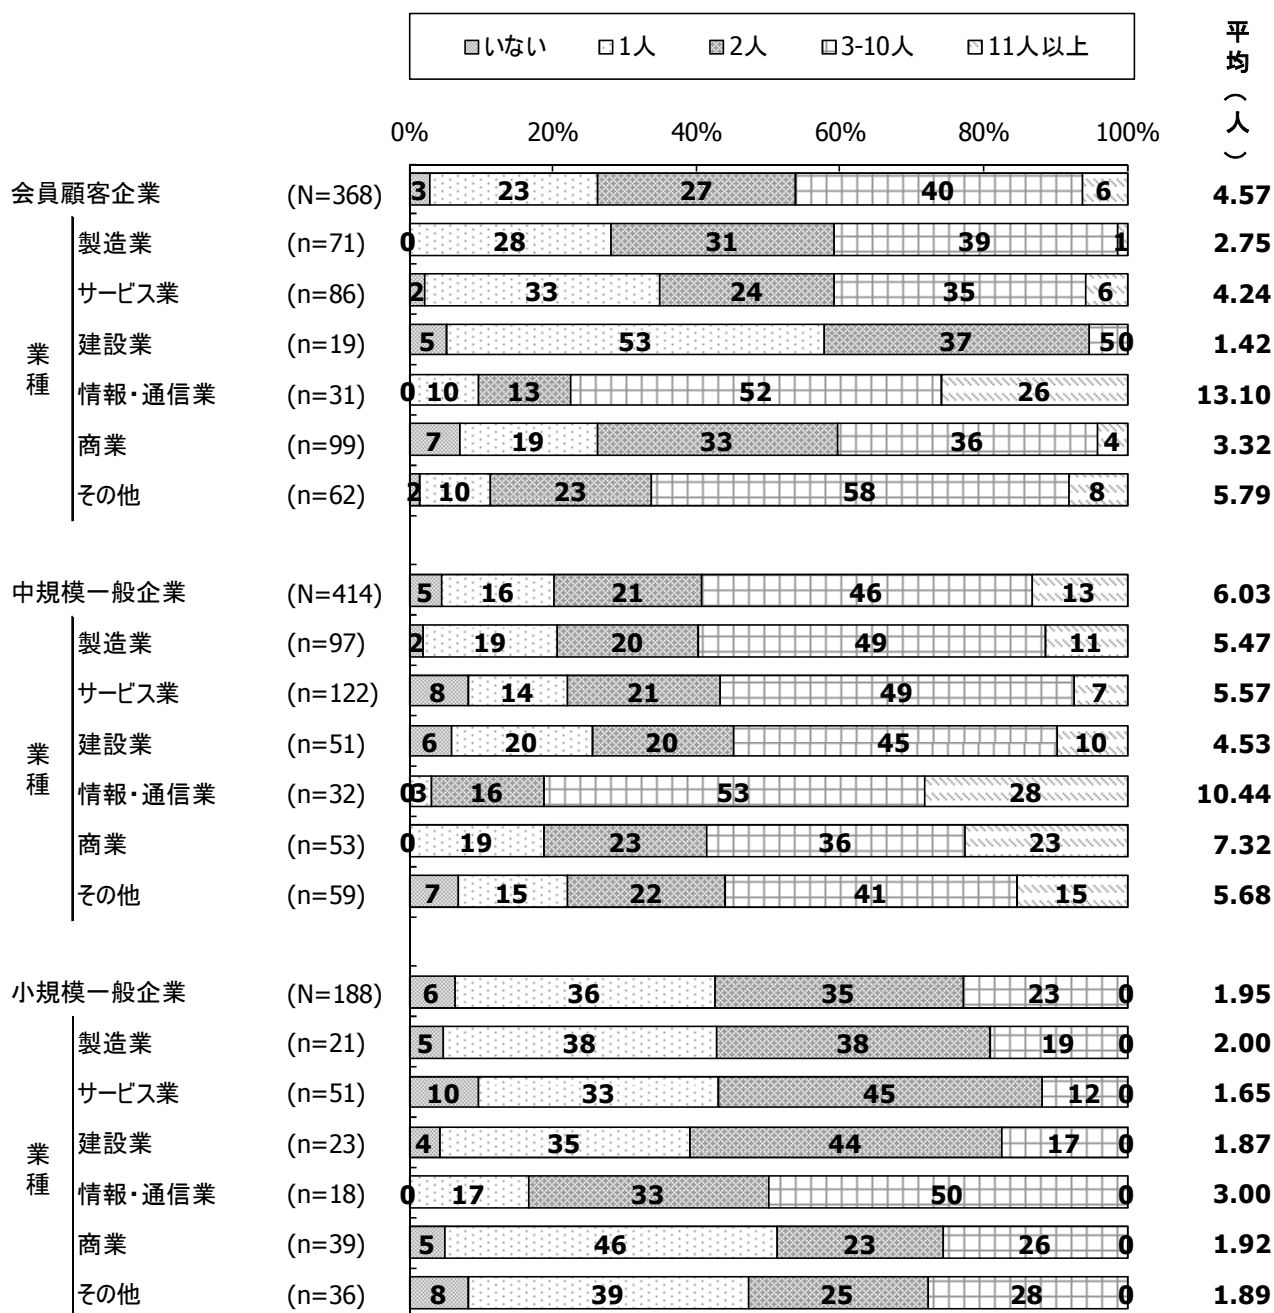 いない 1人 2人 3-10人 11人以上
平均(人)
0% 20% 40% 60% 80% 100%
会員顧客企業 (N=368) 3 23 27 40 6 4.57
製造業 (n=71) 0 28 31 39 1 2.75
サービス業 (n=86) 2 33 24 35 6 4.24
業種
建設業 (n=19) 5 53 37 5 0 1.42
情報・通信業 (n=31) 0 10 13 52 26 13.10
商業 (n=99) 7 19 33 36 4 3.32
その他 (n=62) 2 10 23 58 8 5.79
中規模一般企業 (N=414) 5 16 21 46 13 6.03
製造業 (n=97) 2 19 20 49 11 5.47
サービス業 (n=122) 8 14 21 49 7 5.57
業種
建設業 (n=51) 6 20 20 45 10 4.53
情報・通信業 (n=32) 0 3 16 53 28 10.44
商業 (n=53) 0 19 23 36 23 7.32
その他 (n=59) 7 15 22 41 15 5.68
小規模一般企業 (N=188) 6 36 35 23 0 1.95
製造業 (n=21) 5 38 38 19 0 2.00
サービス業 (n=51) 10 33 45 12 0 1.65
業種
建設業 (n=23) 4 35 44 17 0 1.87
情報・通信業 (n=18) 0 17 33 50 0 3.00
商業 (n=39) 5 46 23 26 0 1.92
その他 (n=36) 8 39 25 28 0 1.89